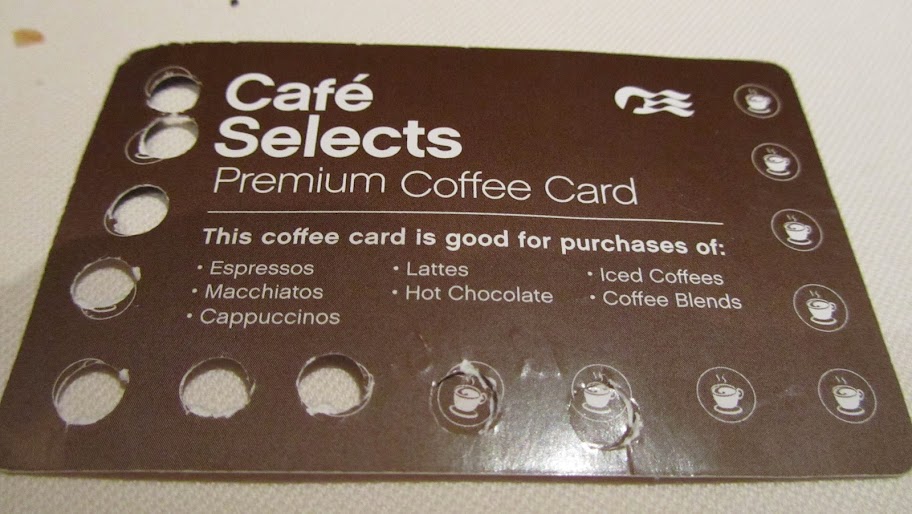 Café
Selects
Premium Coffee Card
This coffee card is good for purchases of:
• Espressos
• Macchiatos
• Cappuccinos
• Lattes
• Hot Chocolate
• Iced Coffees
• Coffee Blends